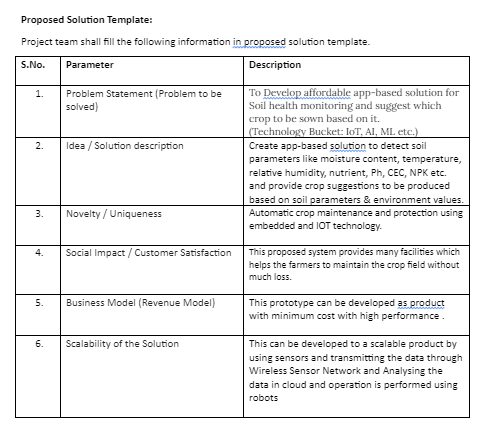 Proposed Solution Template:
Project team shall fill the following information in proposed solution template.
S.No. Parameter Description
1. Problem Statement (Problem to be solved) To Develop affordable app-based solution for
Soil health monitoring and suggest which
crop to be sown based on it.
(Technology Bucket: IoT, AI, ML etc.)
2. Idea / Solution description Create app-based solution to detect soil
parameters like moisture content, temperature,
relative humidity, nutrient, Ph, CEC, NPK etc.
and provide crop suggestions to be produced
based on soil parameters & environment values.
3. Novelty / Uniqueness Automatic crop maintenance and protection using
embedded and IOT technology.
4. Social Impact / Customer Satisfaction This proposed system provides many facilities which
helps the farmers to maintain the crop field without
much loss.
5. Business Model (Revenue Model) This prototype can be developed as product
with minimum cost with high performance .
6. Scalability of the Solution This can be developed to a scalable product by
using sensors and transmitting the data through
Wireless Sensor Network and Analysing the
data in cloud and operation is performed using
robots